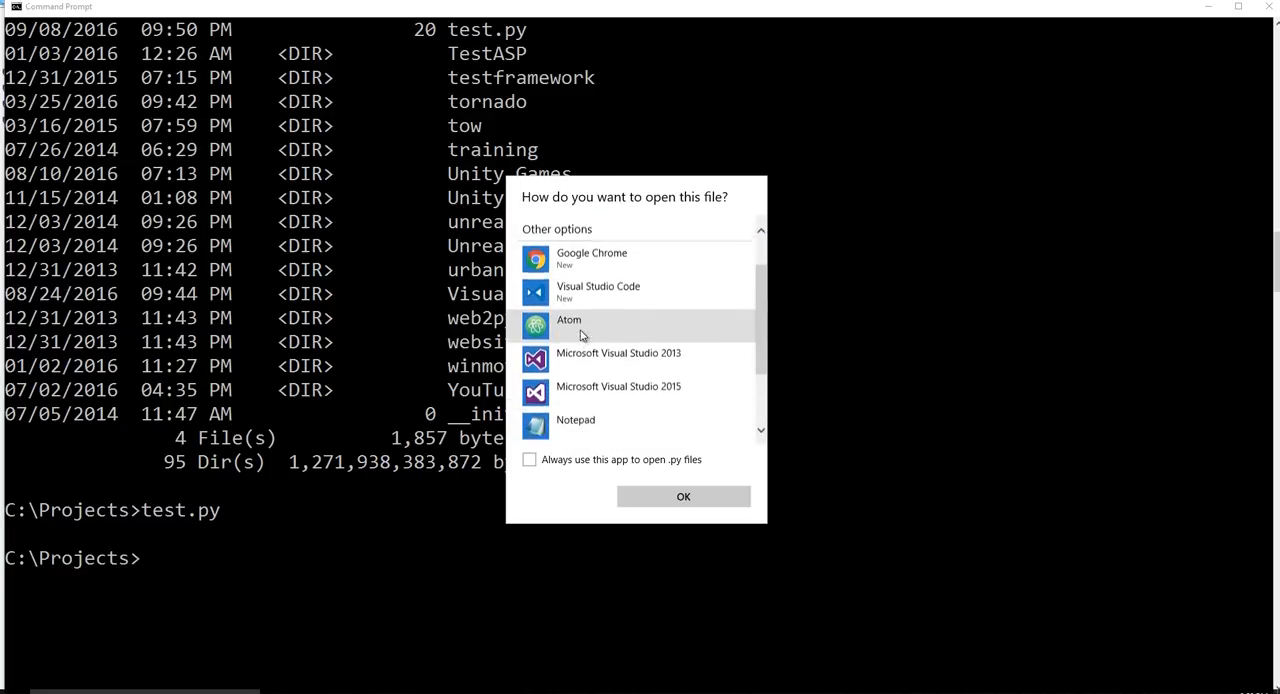 Command Prompt
09/08/2016 09:50 PM 20 test.py
01/03/2016 12:26 AM <DIR> TestASP
12/31/2015 07:15 PM <DIR> testframework
03/25/2016 09:42 PM <DIR> tornado
03/16/2015 07:59 PM <DIR> tow
07/26/2014 06:29 PM <DIR> training
08/10/2016 07:13 PM <DIR> Unity Games
11/15/2014 01:08 PM <DIR> Unity
12/03/2014 09:26 PM <DIR> unrea
12/03/2014 09:26 PM <DIR> Unrea
12/31/2013 11:42 PM <DIR> urban
08/24/2016 09:44 PM <DIR> Visua
12/31/2013 11:43 PM <DIR> web2p
12/31/2013 11:43 PM <DIR> websi
01/02/2016 11:27 PM <DIR> winmo
07/02/2016 04:35 PM <DIR> YouTu
07/05/2014 11:47 AM 0 __ini
4 File(s) 1,857 byte
95 Dir(s) 1,271,938,383,872 b
C:\Projects>test.py
C:\Projects>
How do you want to open this file?
Other options
Google Chrome
New
Visual Studio Code
New
Atom
Microsoft Visual Studio 2013
Microsoft Visual Studio 2015
Notepad
Always use this app to open .py files
OK